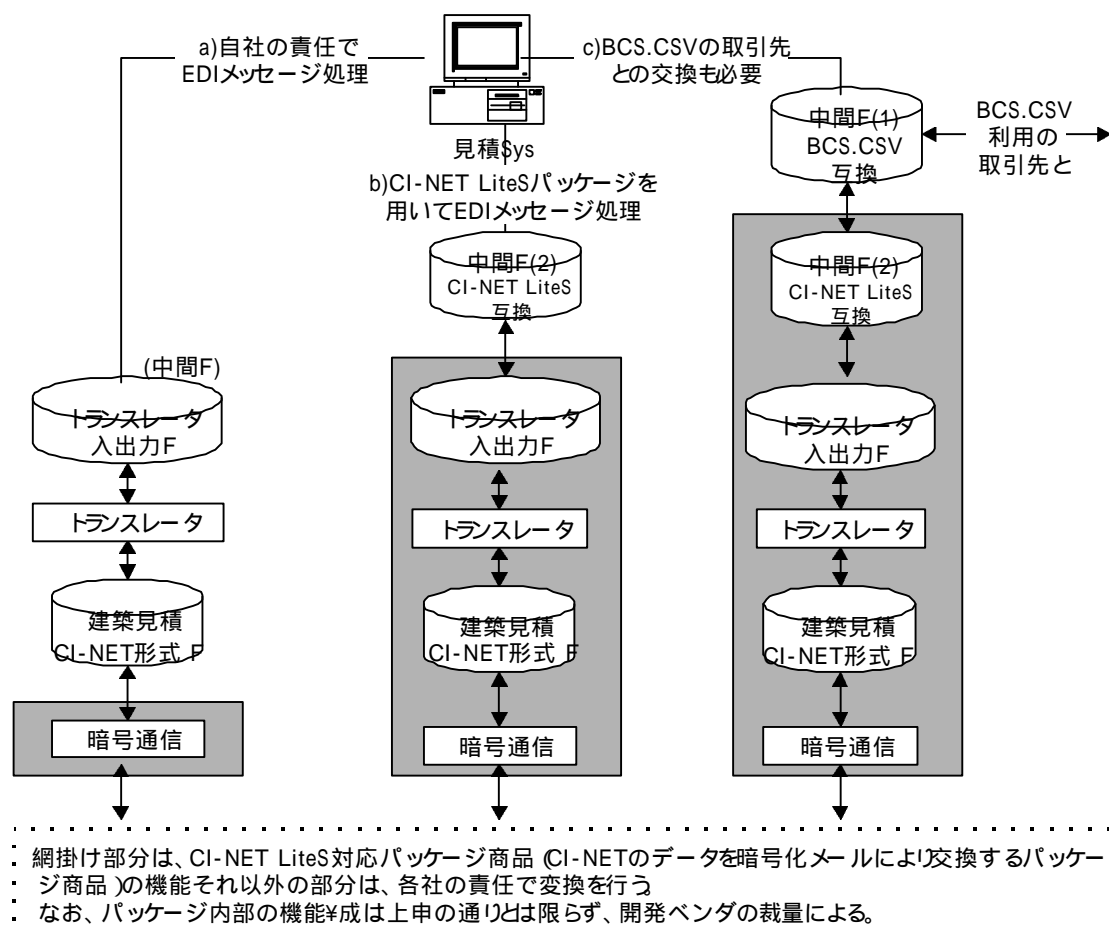 a)自社の責任で
EDIメッセージ処理
c)BCS.CSVの取引先
との交換も必要
見積Sys
b)CI-NET LiteSパッケージを
用いてEDIメッセージ処理
中間F(1)
BCS.CSV
互換
BCS.CSV
利用の
取引先と
中間F(2)
CI-NET LiteS
互換
中間F(2)
CI-NET LiteS
互換
(中間F)
トランスレータ
入出力F
トランスレータ
入出力F
トランスレータ
入出力F
トランスレータ
トランスレータ
トランスレータ
建築見積
CI-NET形式 F
建築見積
CI-NET形式 F
建築見積
CI-NET形式 F
暗号通信
暗号通信
暗号通信
網掛け部分は、CI-NET LiteS対応パッケージ商品(CI-NETのデータを暗号化メールにより交換するパッケー
ジ商品)の機能それ以外の部分は、各社の責任で変換を行う
なお、パッケージ内部の機能¥成は上申の通りとは限らず、開発ベンダの裁量による。